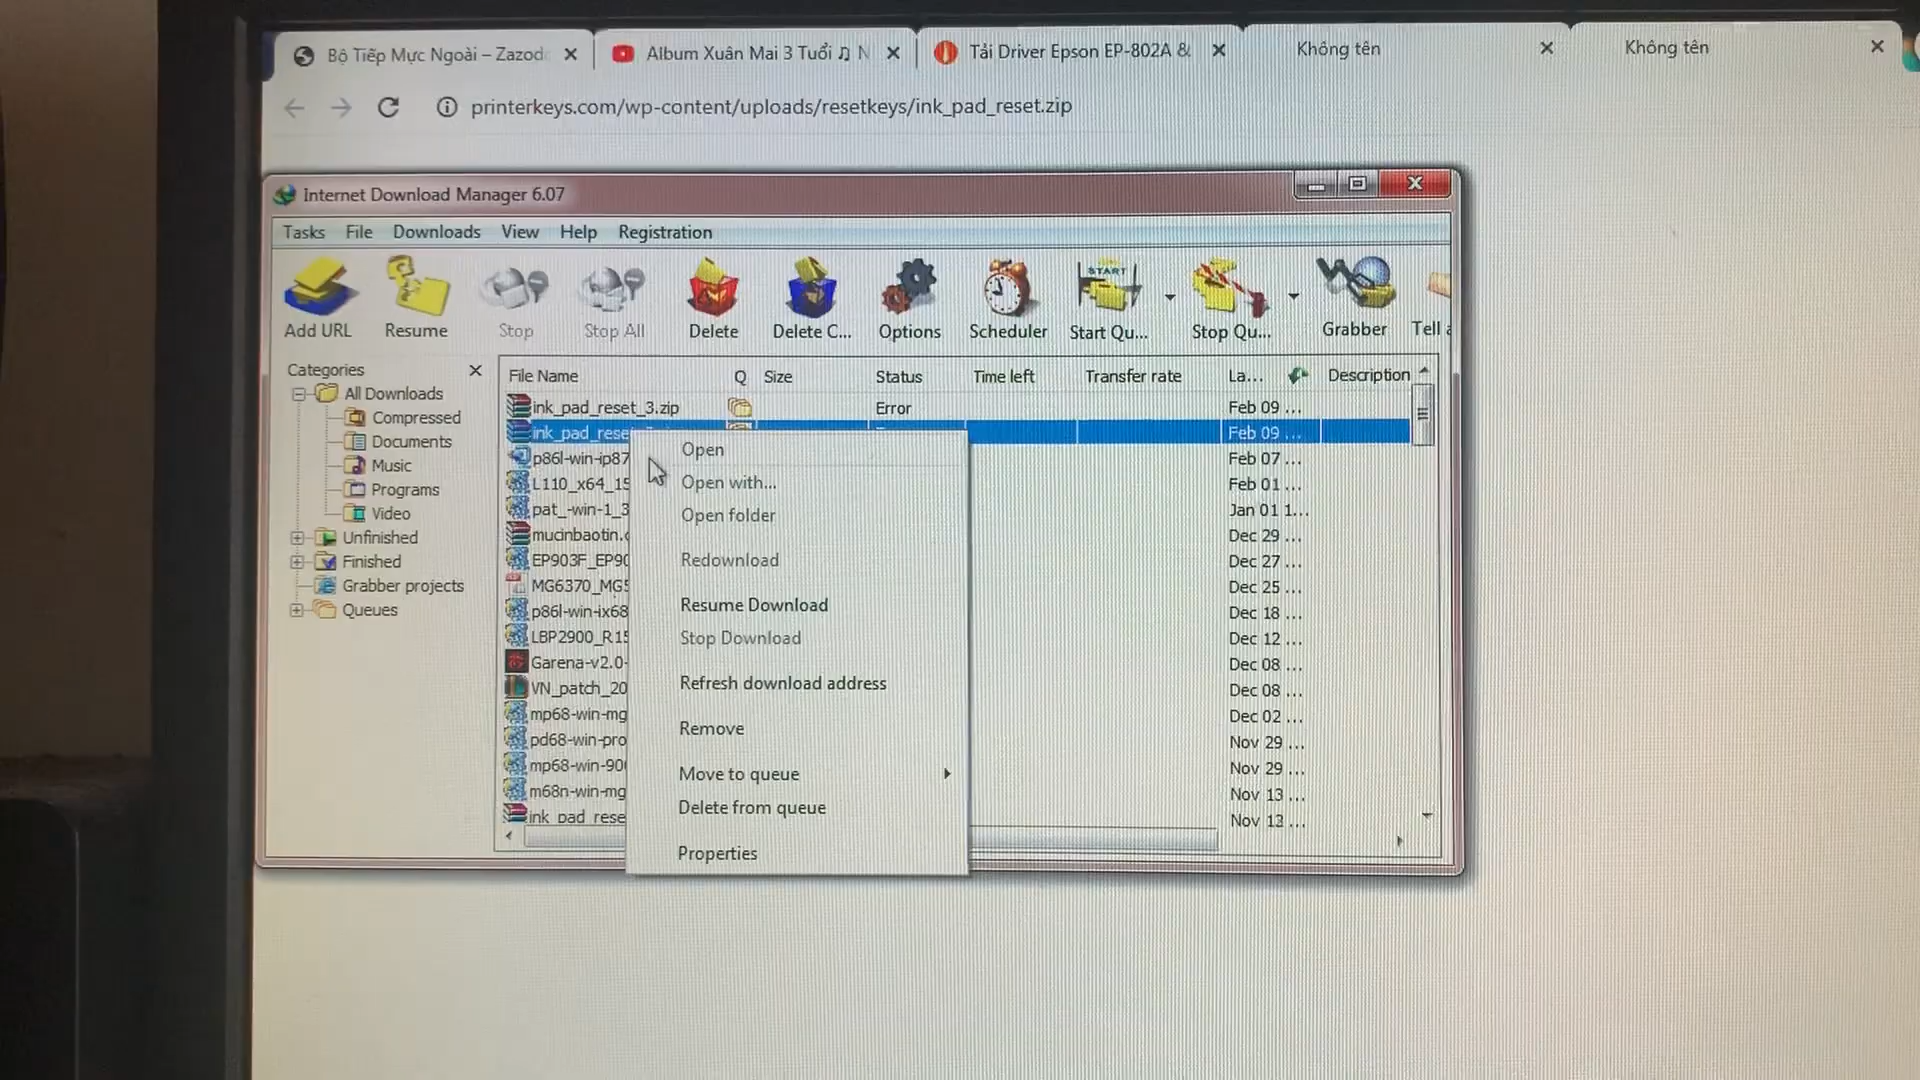 Bộ Tiếp Mực Ngoài – Zazod
Album Xuân Mai 3 Tuổi ♫ N
Tải Driver Epson EP-802A &
Không tên
Không tên
printerkeys.com/wp-content/uploads/resetkeys/ink_pad_reset.zip
Internet Download Manager 6.07
Tasks File Downloads View Help Registration
Add URL Resume Stop Stop All Delete Delete C... Options Scheduler Start Qu... Stop Qu... Grabber Tell a
START
Categories
All Downloads
Compressed
Documents
Music
Programs
Video
Unfinished
Finished
Grabber projects
Queues
File Name Q Size Status Time left Transfer rate La... Description
ink_pad_reset_3.zip Error Feb 09 ...
ink_pad_rese Feb 09 ...
p86l-win-ip87 Feb 07 ...
L110_x64_15 Feb 01 ...
pat_-win-1_3 Jan 01 1...
mucinbaotin.c Dec 29 ...
EP903F_EP90 Dec 27 ...
MG6370_MG5 Dec 25 ...
p86l-win-ix68 Dec 18 ...
LBP2900_R15 Dec 12 ...
Garena-v2.0- Dec 08 ...
VN_patch_20 Dec 08 ...
mp68-win-mg Dec 02 ...
pd68-win-pro Nov 29 ...
mp68-win-90 Nov 29 ...
m68n-win-mg Nov 13 ...
ink_pad_rese Nov 13 ...
Open
Open with...
Open folder
Redownload
Resume Download
Stop Download
Refresh download address
Remove
Move to queue
Delete from queue
Properties